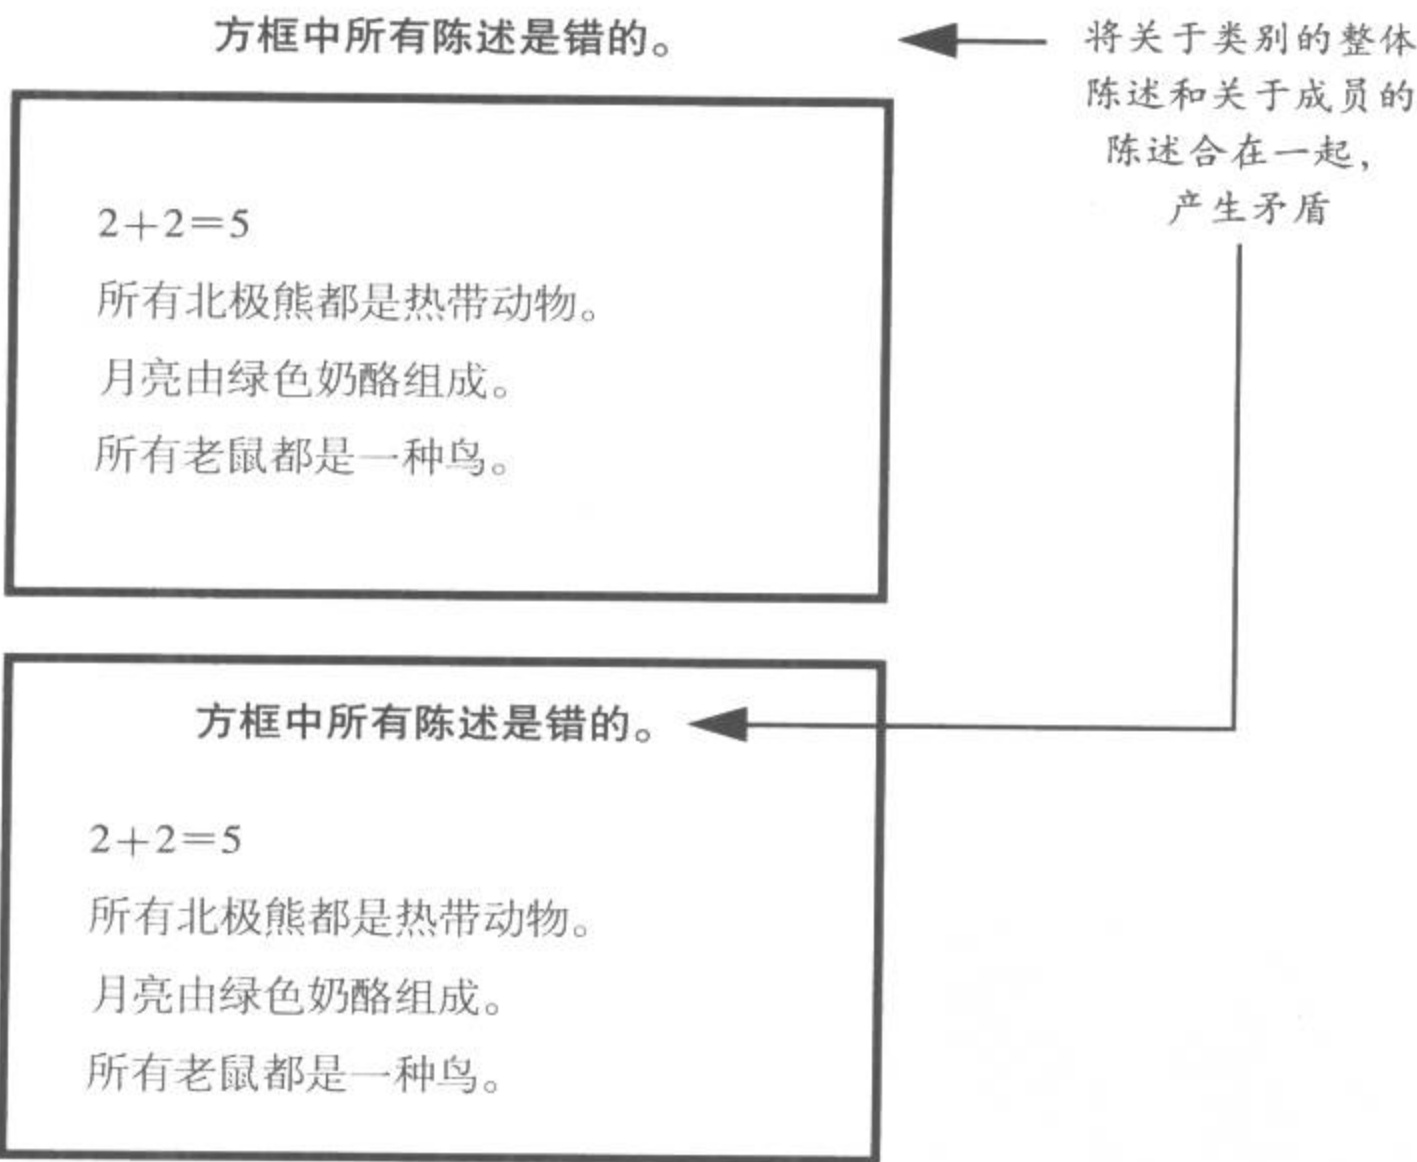 方框中所有陈述是错的。
将关于类别的整体
陈述和关于成员的
陈述合在一起，
产生矛盾
2+2=5
所有北极熊都是热带动物。
月亮由绿色奶酪组成。
所有老鼠都是一种鸟。
方框中所有陈述是错的。
2+2=5
所有北极熊都是热带动物。
月亮由绿色奶酪组成。
所有老鼠都是一种鸟。